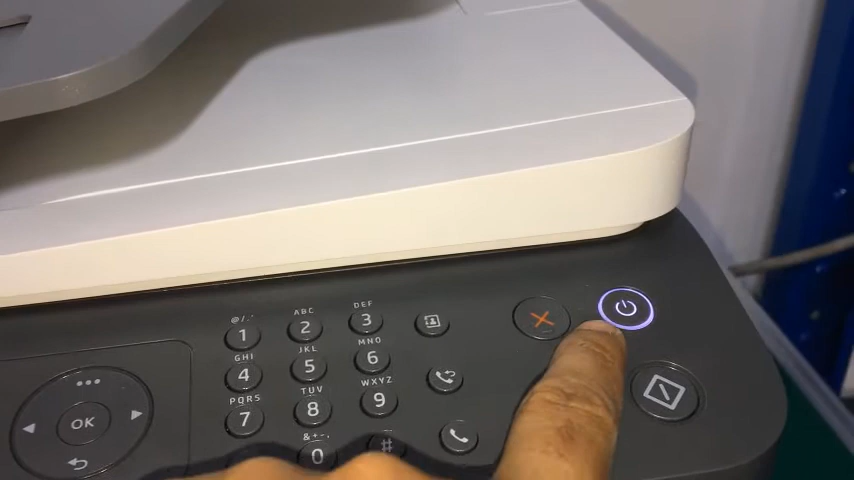 @/.'
1
ABC
2
DEF
3
GHI
4
JKL
5
MNO
6
PQRS
7
TUV
8
WXYZ
9
0
#
OK